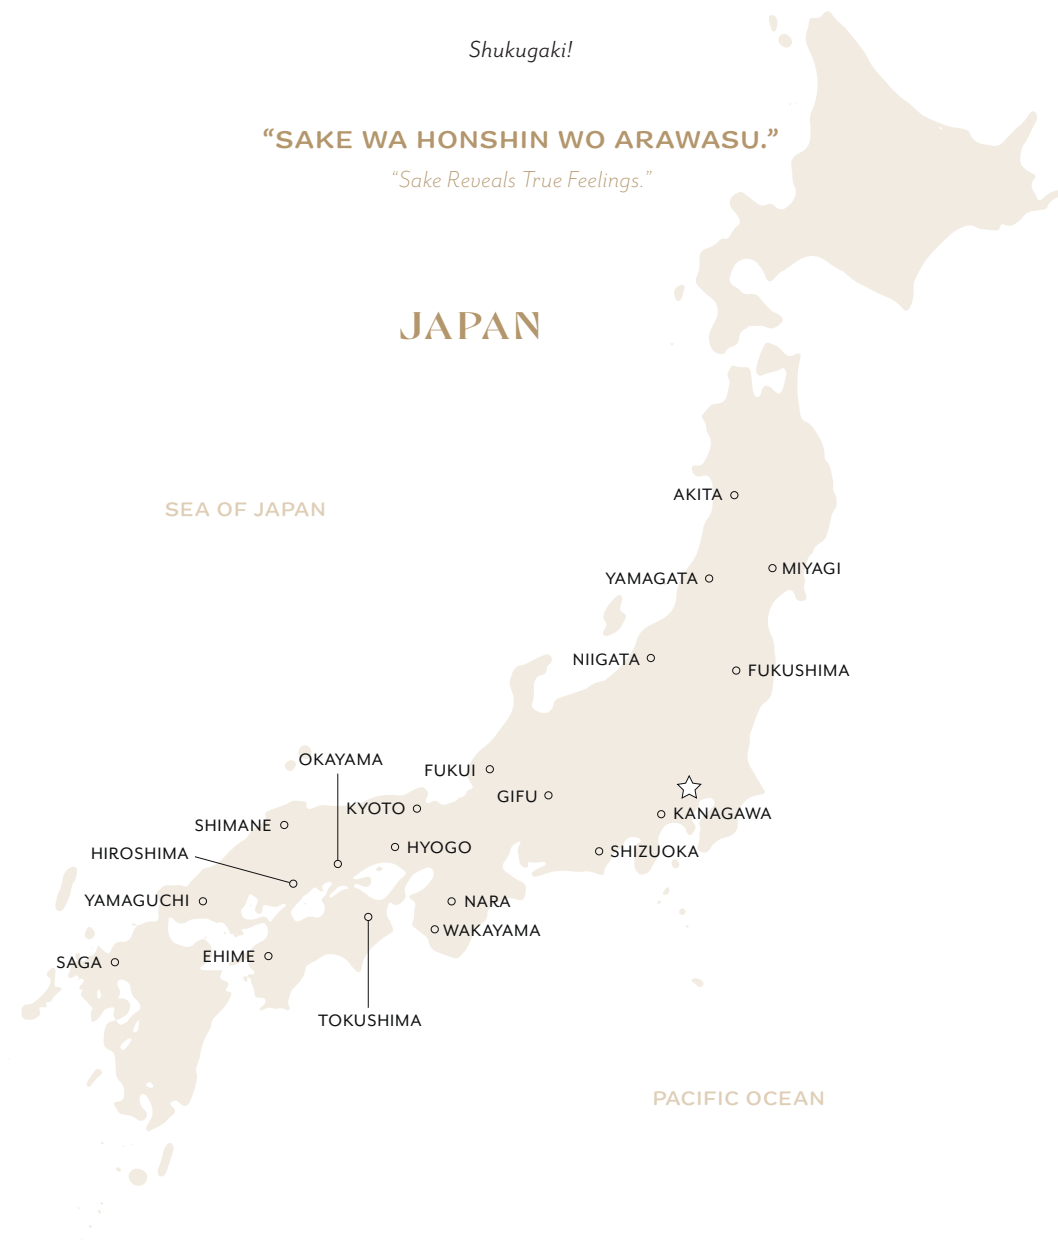 Shukugaki!
“SAKE WA HONSHIN WO ARAWASU.”
“Sake Reveals True Feelings.”
JAPAN
AKITA
SEA OF JAPAN
MIYAGI
YAMAGATA
NIIGATA
FUKUSHIMA
OKAYAMA
FUKUI
GIFU
KYOTO
KANAGAWA
SHIMANE
HYOGO
SHIZUOKA
HIROSHIMA
YAMAGUCHI
NARA
WAKAYAMA
EHIME
SAGA
TOKUSHIMA
PACIFIC OCEAN